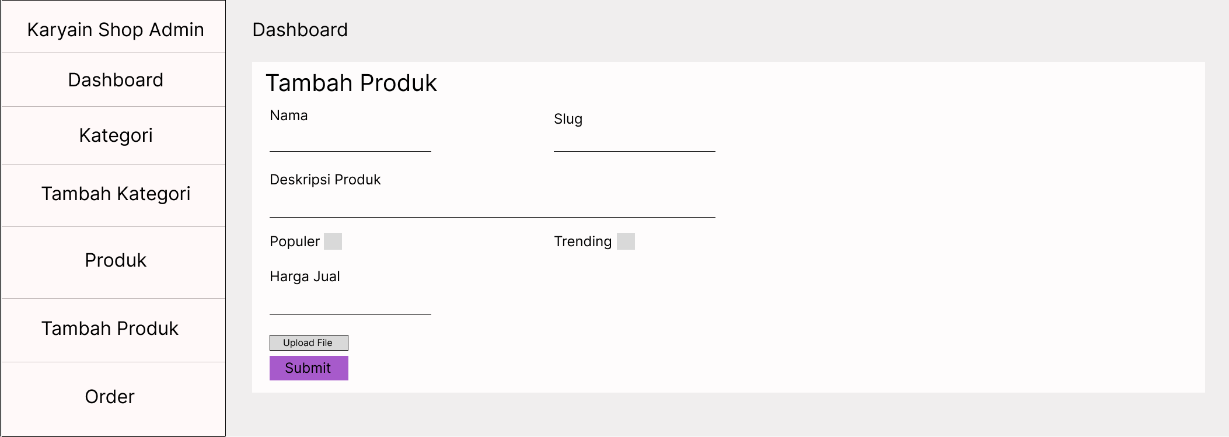 Karyain Shop Admin
Dashboard
Kategori
Tambah Kategori
Produk
Tambah Produk
Order
Dashboard
Tambah Produk
Nama
Slug
Deskripsi Produk
Populer
Trending
Harga Jual
Upload File
Submit